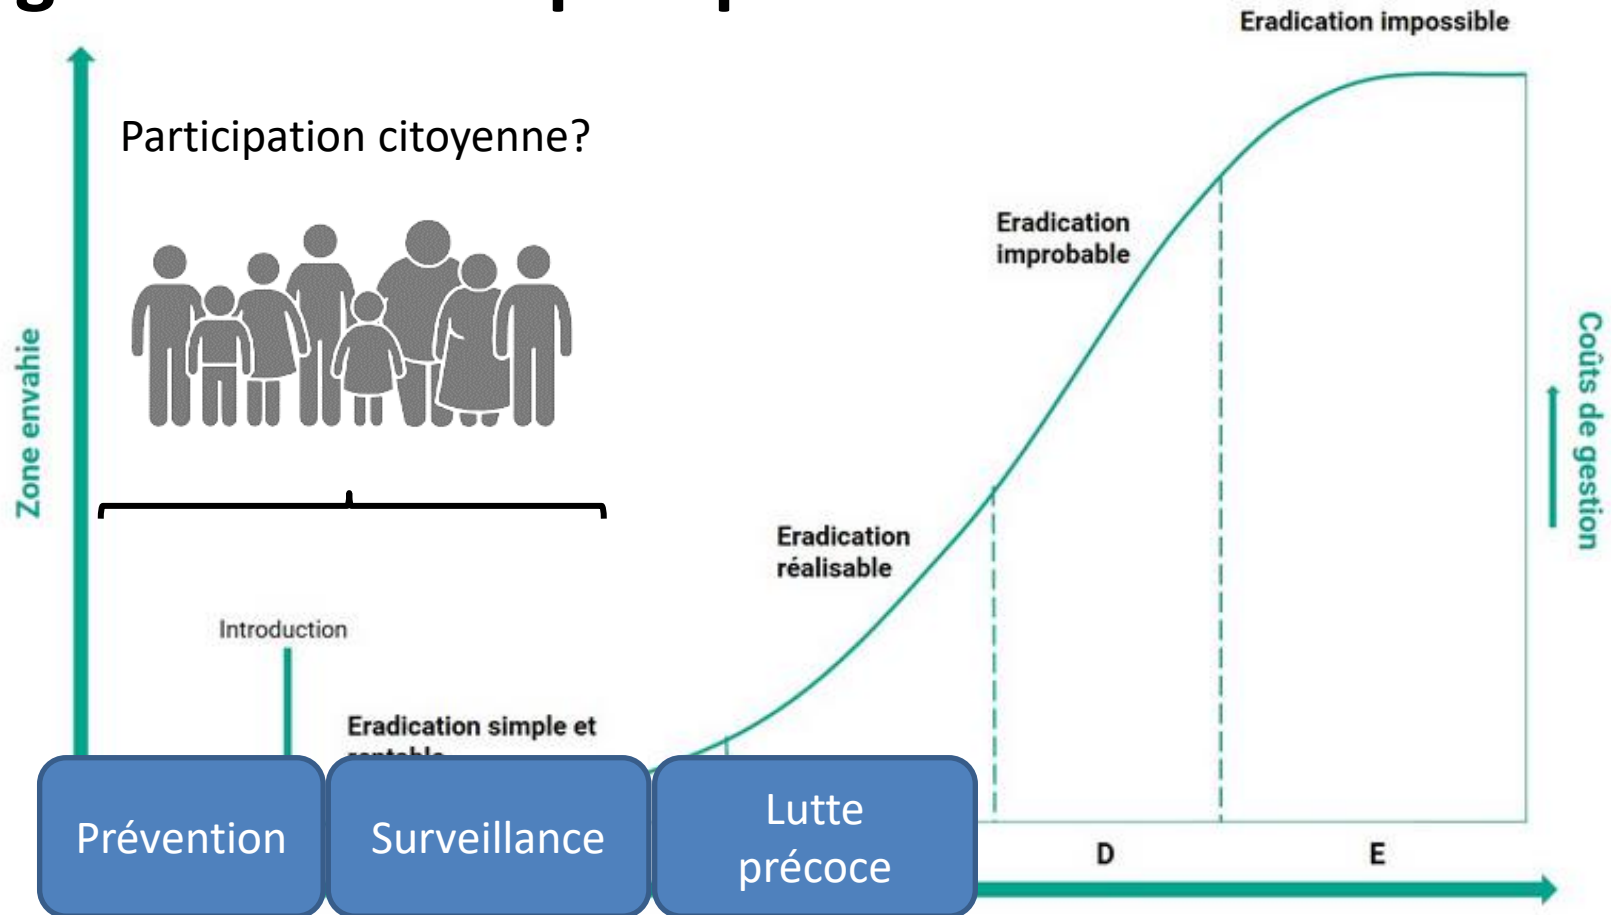 Eradication impossible
Participation citoyenne?
Eradication
improbable
Zone envahie
Coûts de gestion
Eradication
réalisable
Introduction
Eradication simple et
Prévention
Surveillance
Lutte
précoce
D
E